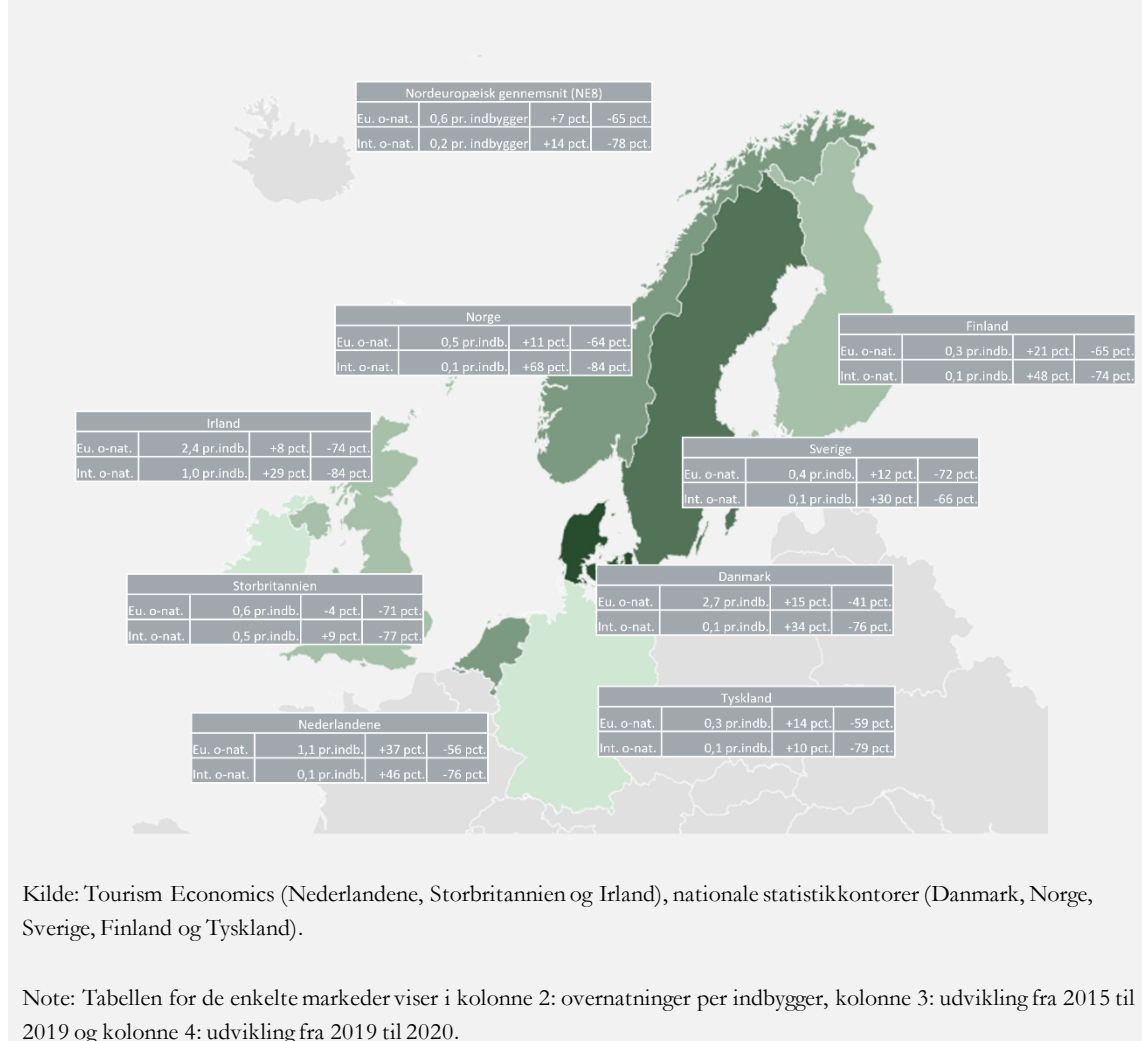 Nordeuropæisk gennemsnit (NE8)
Eu. o-nat. 0,6 pr. indbygger +7 pct. -65 pct.
Int. o-nat. 0,2 pr. indbygger +14 pct. -78 pct.
Norge
Eu. o-nat. 0,5 pr.indb. +11 pct. -64 pct.
Int. o-nat. 0,1 pr.indb. +68 pct. -84 pct.
Finland
Eu. o-nat. 0,3 pr.indb. +21 pct. -65 pct.
Int. o-nat. 0,1 pr.indb. +48 pct. -74 pct.
Irland
Eu. o-nat. 2,4 pr.indb. +8 pct. -74 pct.
Int. o-nat. 1,0 pr.indb. +29 pct. -84 pct.
Sverige
Eu. o-nat. 0,4 pr.indb. +12 pct. -72 pct.
Int. o-nat. 0,1 pr.indb. +30 pct. -66 pct.
Storbritannien
Eu. o-nat. 0,6 pr.indb. -4 pct. -71 pct.
Int. o-nat. 0,5 pr.indb. +9 pct. -77 pct.
Danmark
Eu. o-nat. 2,7 pr.indb. +15 pct. -41 pct.
Int. o-nat. 0,1 pr.indb. +34 pct. -76 pct.
Tyskland
Eu. o-nat. 0,3 pr.indb. +14 pct. -59 pct.
Int. o-nat. 0,1 pr.indb. +10 pct. -79 pct.
Nederlandene
Eu. o-nat. 1,1 pr.indb. +37 pct. -56 pct.
Int. o-nat. 0,1 pr.indb. +46 pct. -76 pct.
Kilde: Tourism Economics (Nederlandene, Storbritannien og Irland), nationale statistikkontorer (Danmark, Norge,
Sverige, Finland og Tyskland).
Note: Tabellen for de enkelte markeder viser i kolonne 2: overnatninger per indbygger, kolonne 3: udvikling fra 2015 til
2019 og kolonne 4: udvikling fra 2019 til 2020.